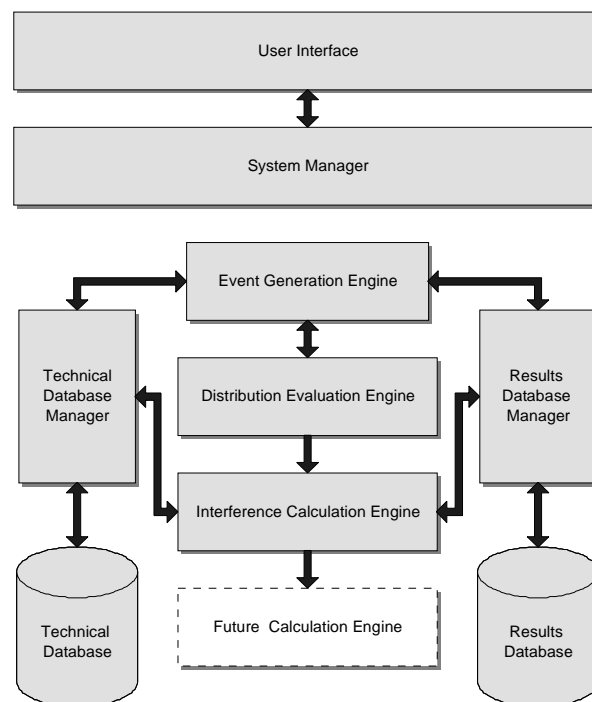 User Interface
System Manager
Event Generation Engine
Technical
Database
Manager
Distribution Evaluation Engine
Results
Database
Manager
Interference Calculation Engine
Technical
Database
Future Calculation Engine
Results
Database